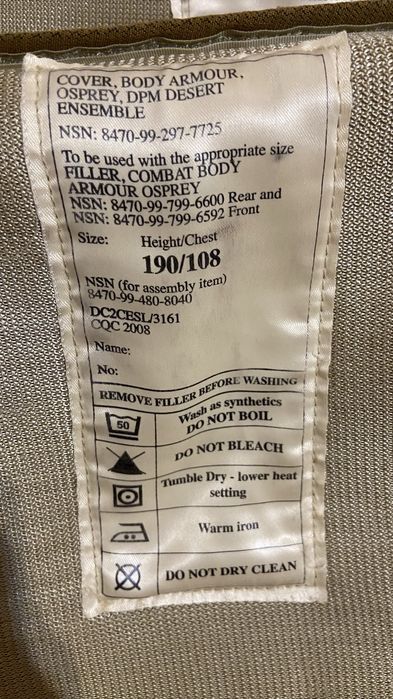 COVER, BODY ARMOUR,
OSPREY, DPM DESERT
ENSEMBLE
NSN: 8470-99-297-7725
To be used with the appropriate size
FILLER, COMBAT BODY
ARMOUR OSPREY
NSN: 8470-99-799-6600 Rear and
NSN: 8470-99-799-6592 Front
Size: Height/Chest
190/108
NSN (for assembly item)
8470-99-480-8040
DC2CESL/3161
CQC 2008
Name:
No:
REMOVE FILLER BEFORE WASHING
50 Wash as synthetics
DO NOT BOIL
DO NOT BLEACH
Tumble Dry - lower heat
setting
Warm iron
DO NOT DRY CLEAN